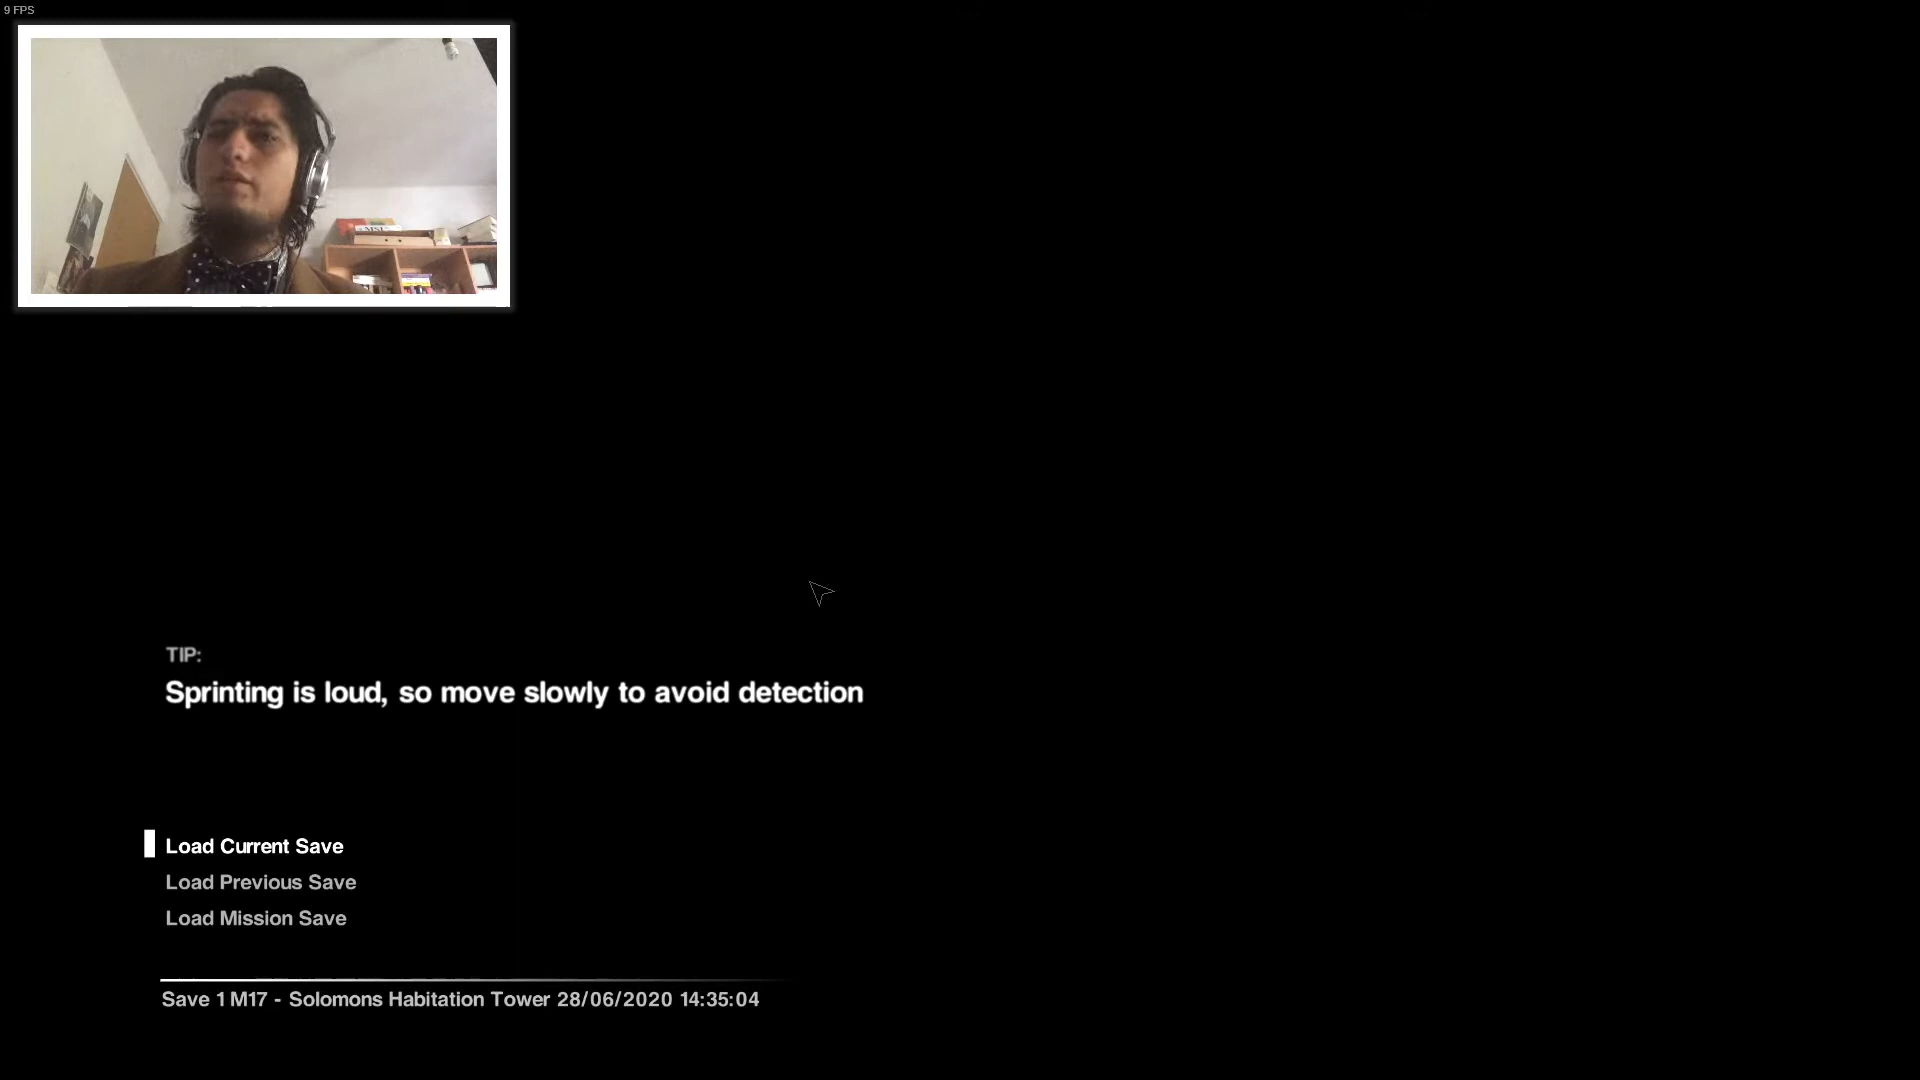 9 FPS
TIP:
Sprinting is loud, so move slowly to avoid detection
Load Current Save
Load Previous Save
Load Mission Save
Save 1 M17 - Solomons Habitation Tower 28/06/2020 14:35:04